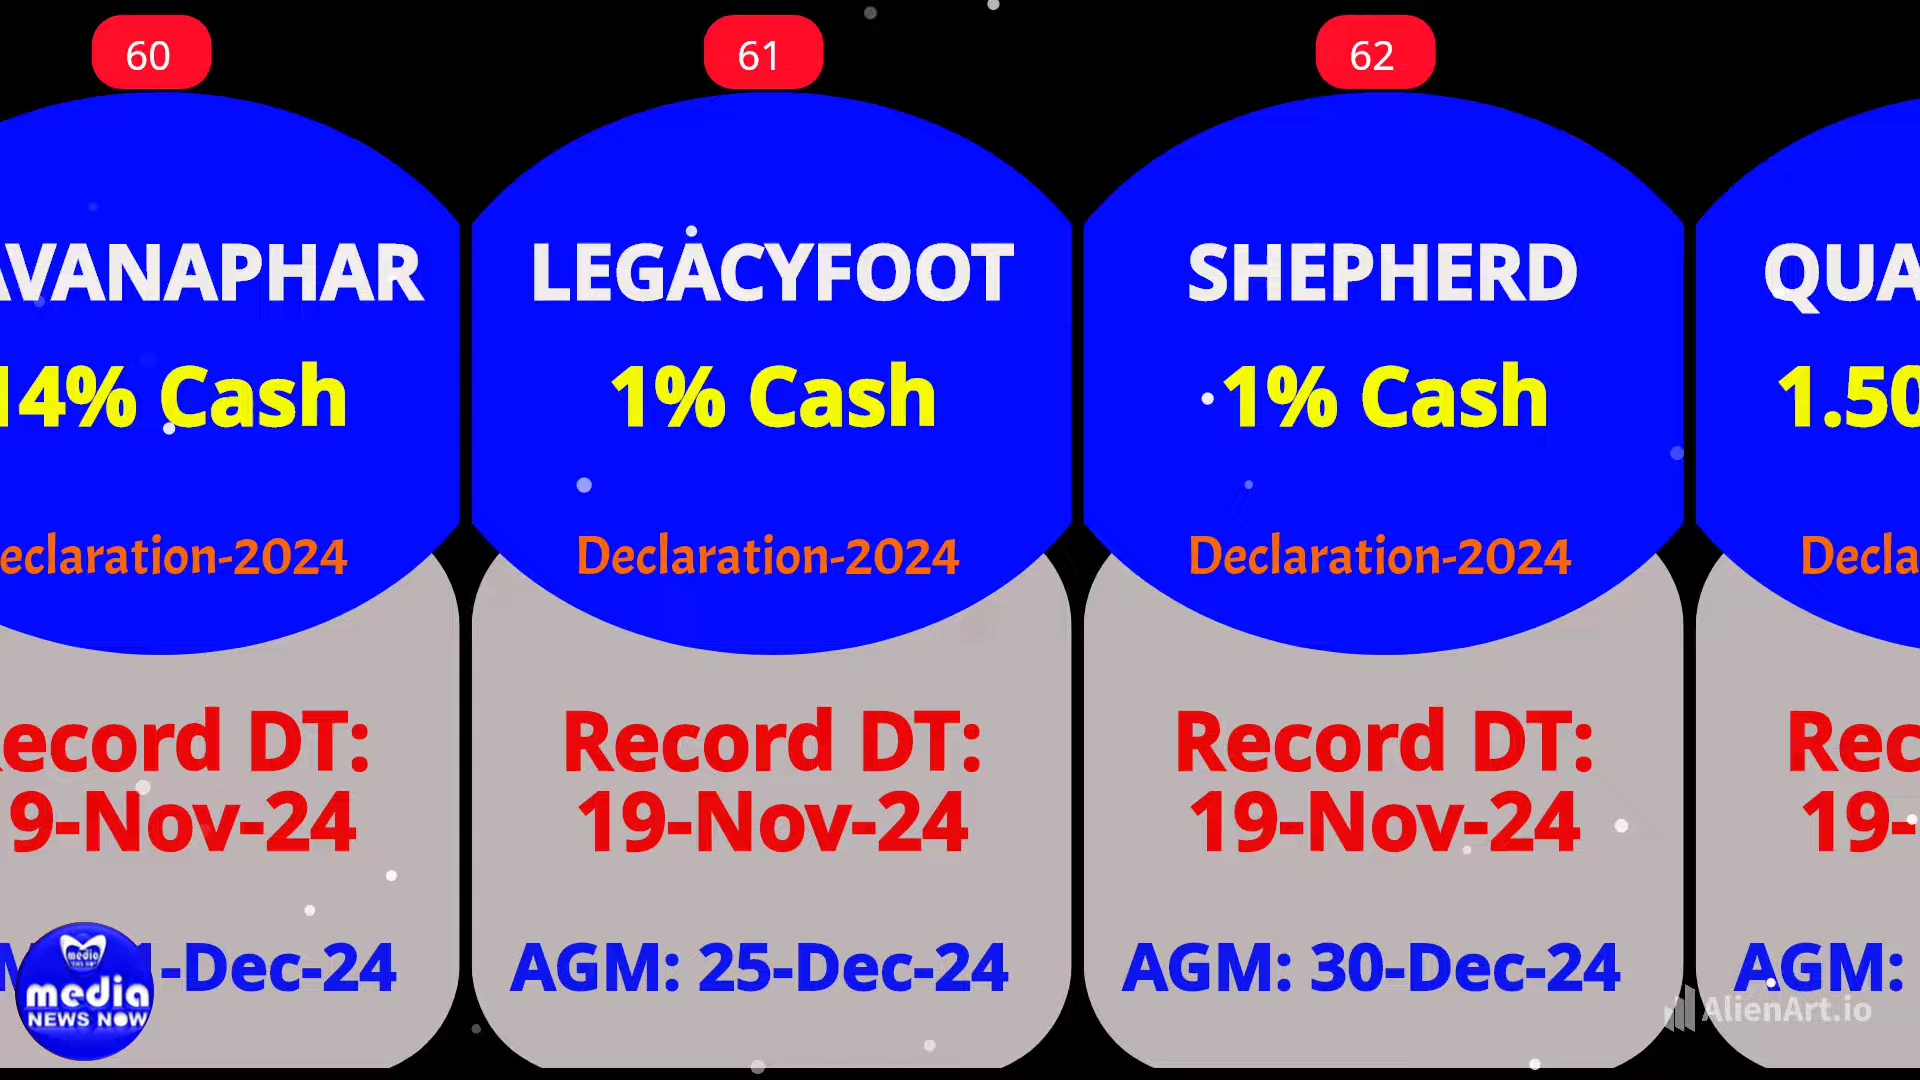 60
AVANAPHAR
14% Cash
eclaration-2024
ecord DT:
9-Nov-24
-Dec-24
61
LEGACYFOOT
1% Cash
Declaration-2024
Record DT:
19-Nov-24
AGM: 25-Dec-24
62
SHEPHERD
1% Cash
Declaration-2024
Record DT:
19-Nov-24
AGM: 30-Dec-24
QUA
1.50
Decla
Rec
19-
AGM:
media
media
NEWS NOW
AlienArt.io